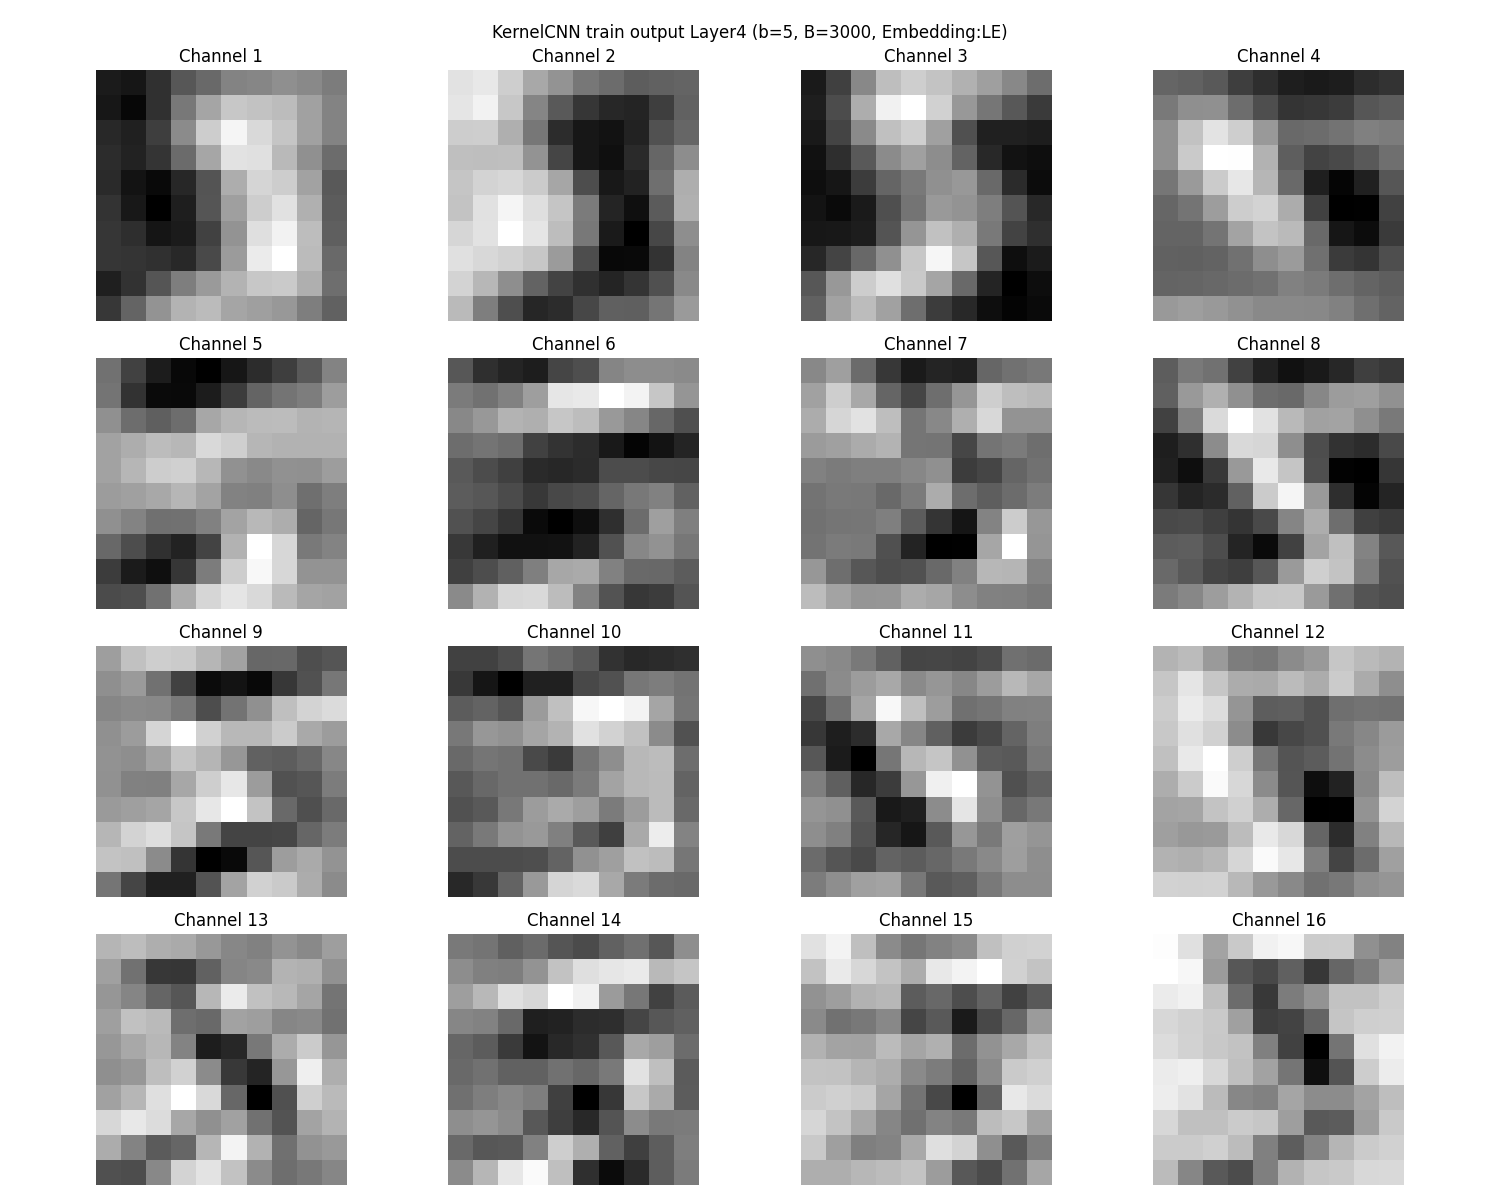 KernelCNN train output Layer4 (b=5, B=3000, Embedding:LE)
Channel 1
Channel 2
Channel 3
Channel 4
Channel 5
Channel 6
Channel 7
Channel 8
Channel 9
Channel 10
Channel 11
Channel 12
Channel 13
Channel 14
Channel 15
Channel 16